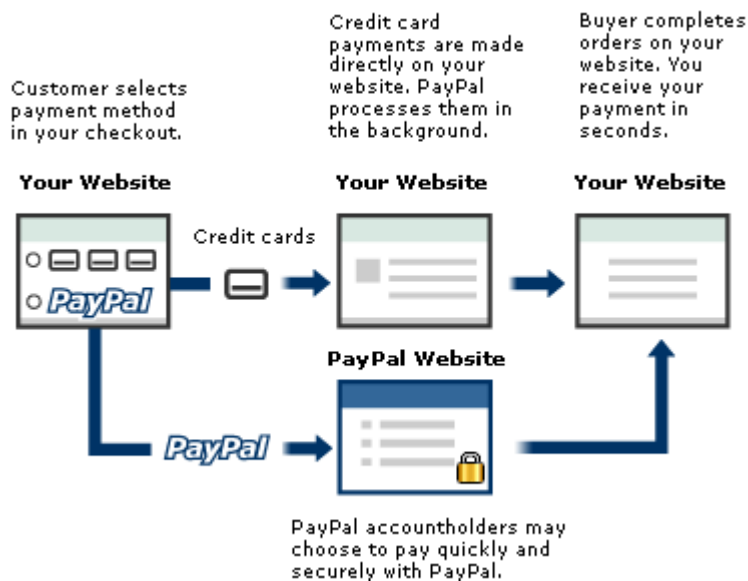 Customer selects
payment method
in your checkout.
Credit card
payments are made
directly on your
website. PayPal
processes them in
the background.
Buyer completes
orders on your
website. You
receive your
payment in
seconds.
Your Website
Your Website
Your Website
Credit cards
PayPal
PayPal Website
PayPal
PayPal accountholders may
choose to pay quickly and
securely with PayPal.